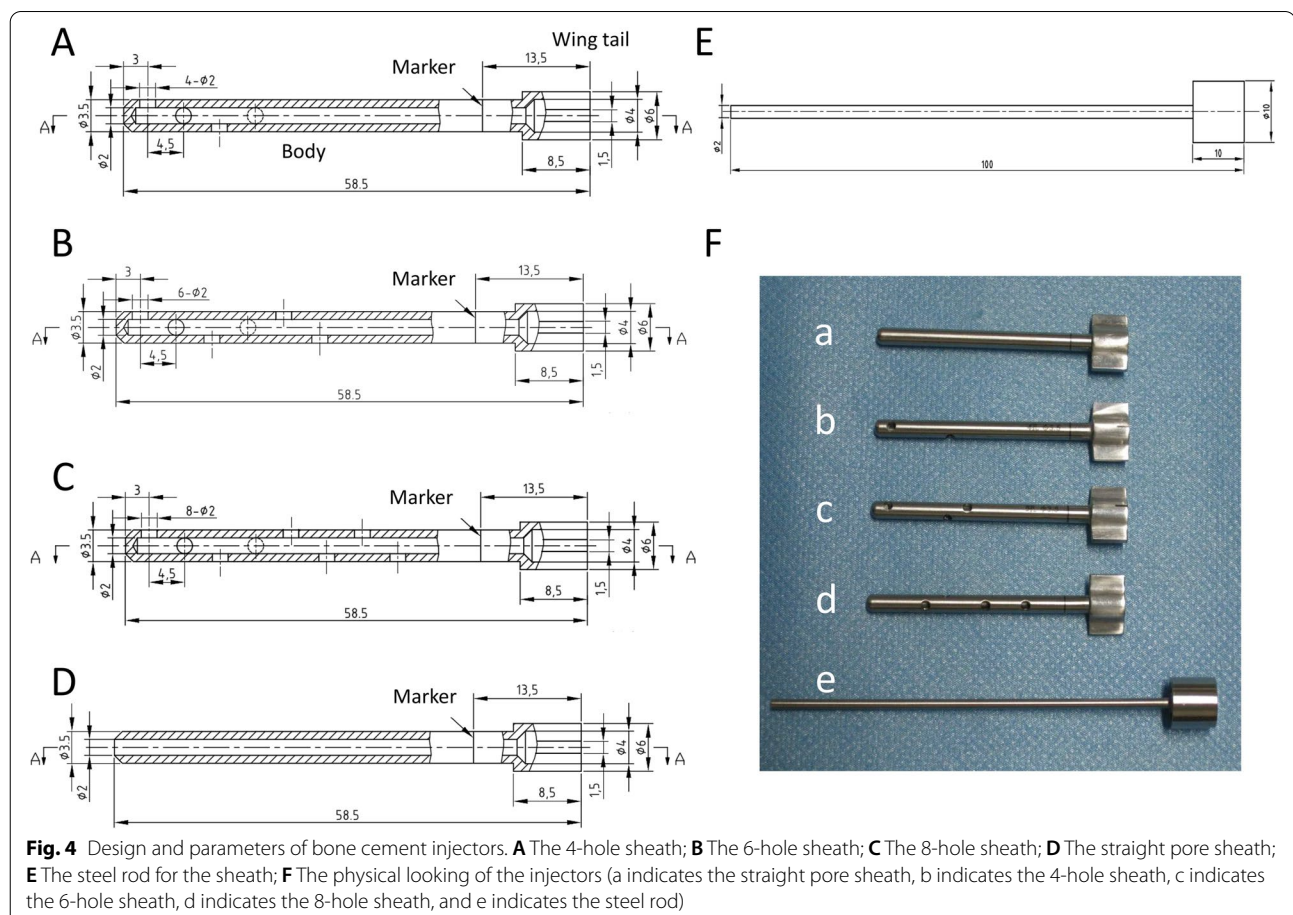 A
Wing tail
13,5
Marker
3
4-Φ2
Φ3.5
A
A
Φ4
Φ6
Φ2
4,5
Body
8,5
1,5
58.5
B
13,5
Marker
3
6-Φ2
Φ3.5
A
A
Φ4
Φ6
Φ2
4,5
8,5
1,5
58.5
C
13,5
Marker
3
8-Φ2
Φ3.5
A
A
Φ4
Φ6
Φ2
4,5
8,5
1,5
58.5
D
13,5
Marker
Φ3.5
A
A
Φ4
Φ6
Φ2
8,5
1,5
58.5
E
Φ2
Φ10
10
100
F
a
b
c
d
e
Fig. 4 Design and parameters of bone cement injectors. A The 4-hole sheath; B The 6-hole sheath; C The 8-hole sheath; D The straight pore sheath;
E The steel rod for the sheath; F The physical looking of the injectors (a indicates the straight pore sheath, b indicates the 4-hole sheath, c indicates
the 6-hole sheath, d indicates the 8-hole sheath, and e indicates the steel rod)